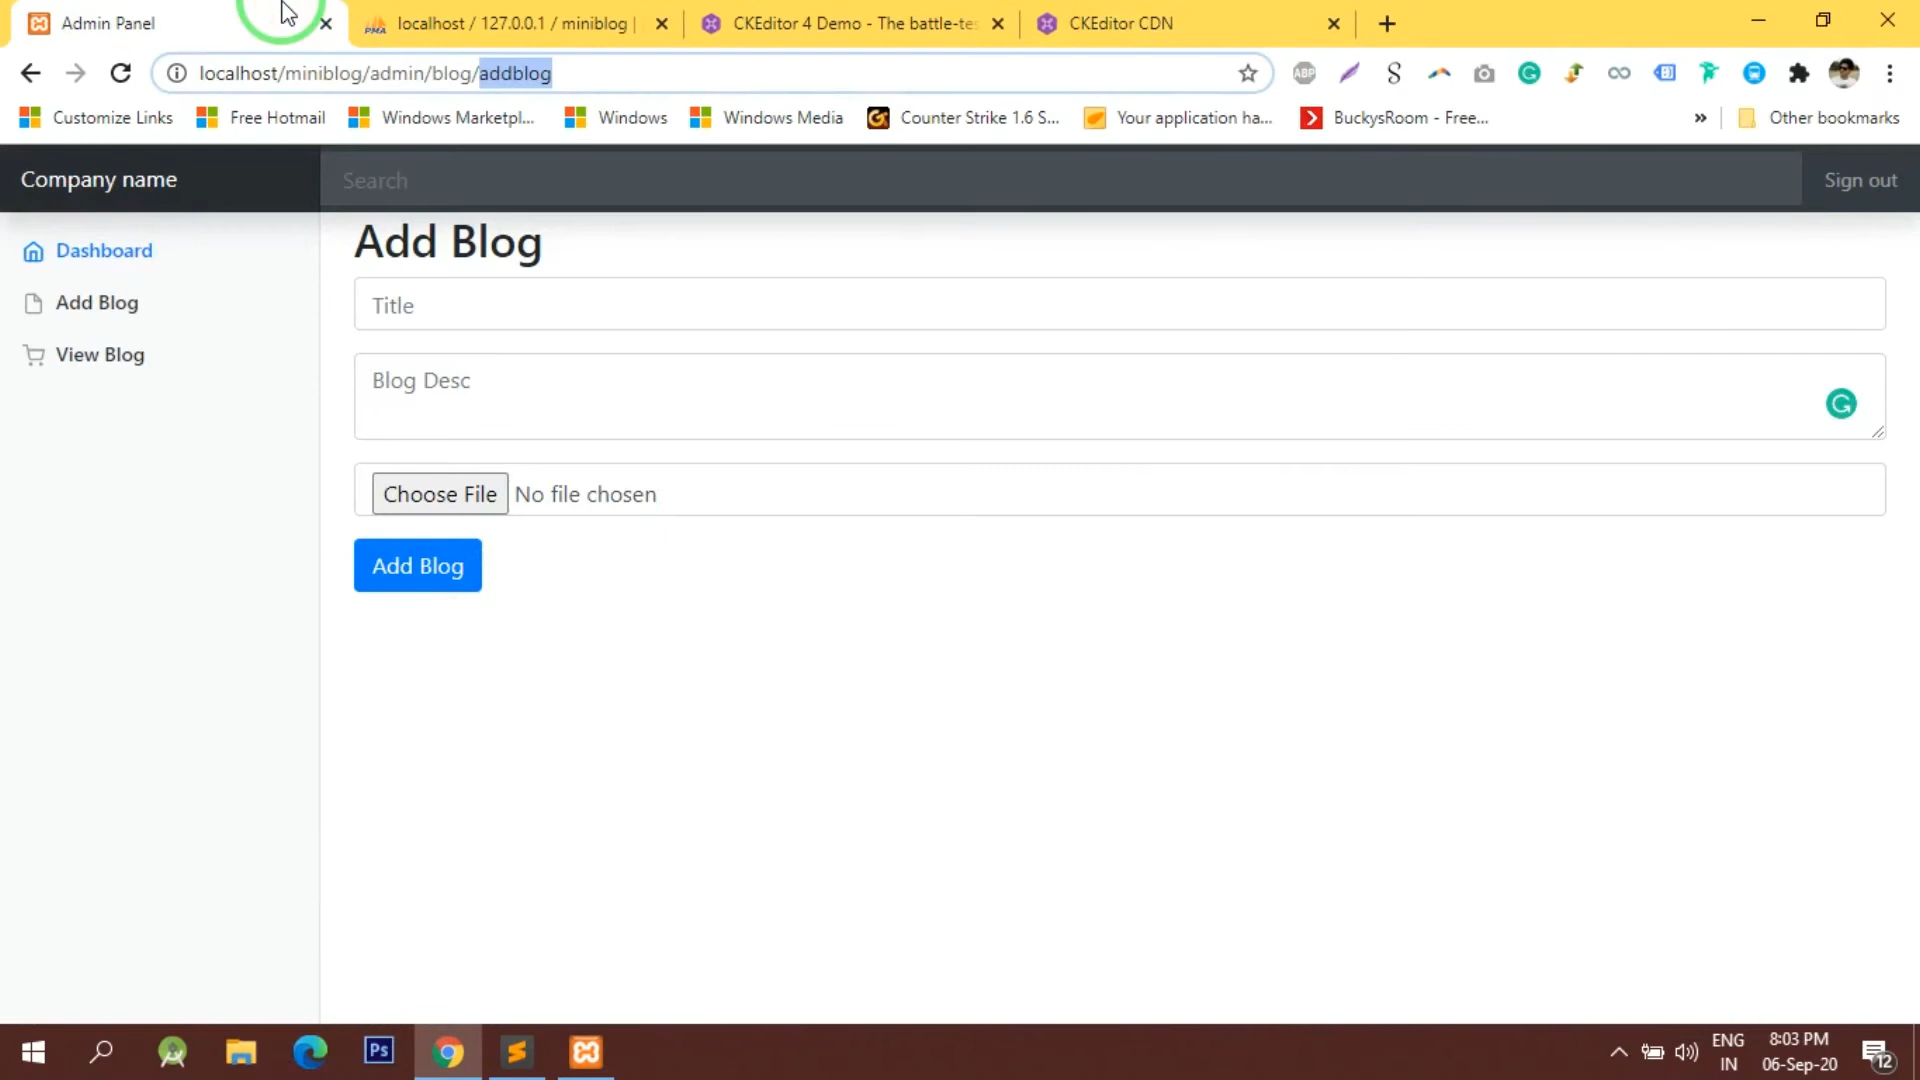 Admin Panel
localhost / 127.0.0.1 / miniblog |
CKEditor 4 Demo - The battle-te
CKEditor CDN
localhost/miniblog/admin/blog/addblog
ABP
Customize Links
Free Hotmail
Windows Marketpl...
Windows
Windows Media
Counter Strike 1.6 S...
Your application ha...
BuckysRoom - Free...
»
Other bookmarks
Company name
Search
Sign out
Dashboard
Add Blog
View Blog
Add Blog
Title
Blog Desc
Choose File No file chosen
Add Blog
Ps
ENG
IN
8:03 PM
06-Sep-20
12